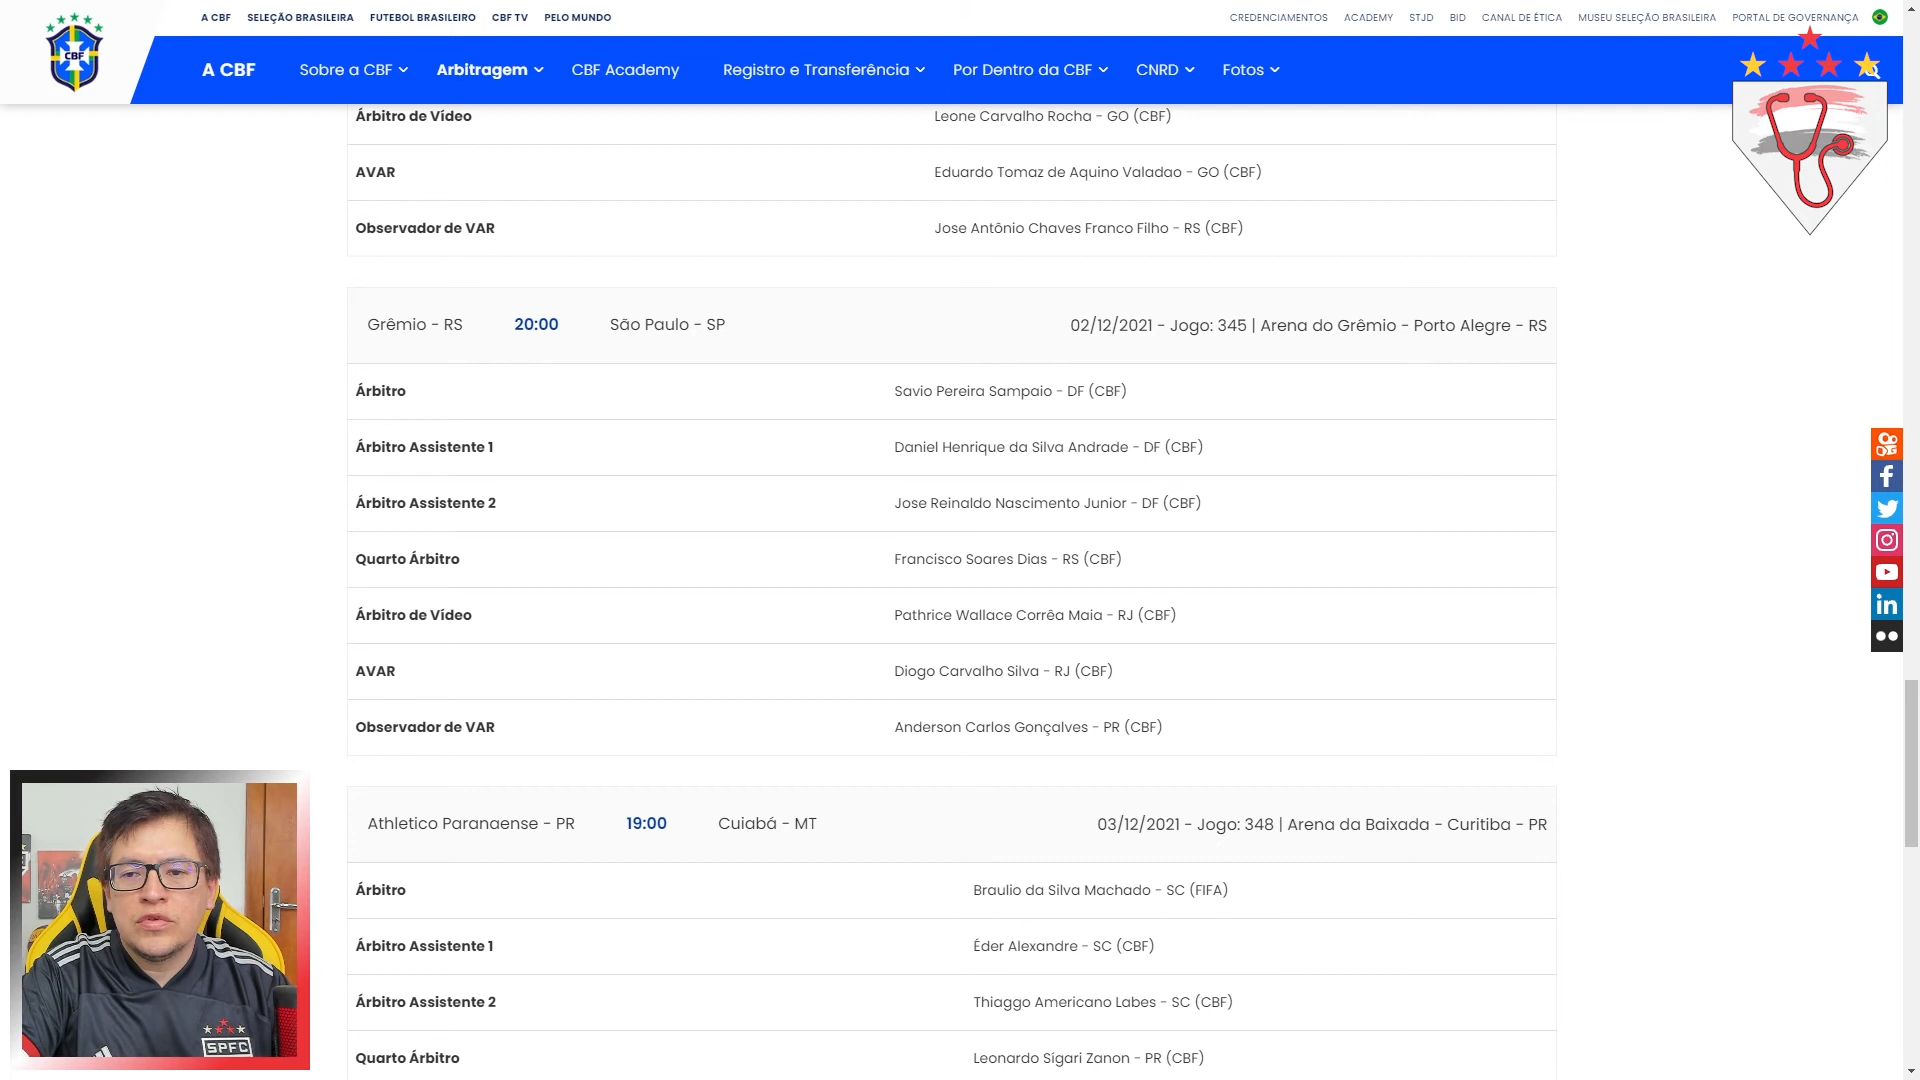 A CBF SELEÇÃO BRASILEIRA FUTEBOL BRASILEIRO CBF TV PELO MUNDO CREDENCIAMENTOS ACADEMY STJD BID CANAL DE ÉTICA MUSEU SELEÇÃO BRASILEIRA PORTAL DE GOVERNANÇA
CBF
A CBF Sobre a CBF Arbitragem CBF Academy Registro e Transferência Por Dentro da CBF CNRD Fotos
Árbitro de Vídeo Leone Carvalho Rocha - GO (CBF)
AVAR Eduardo Tomaz de Aquino Valadao - GO (CBF)
Observador de VAR Jose Antônio Chaves Franco Filho - RS (CBF)
Grêmio - RS 20:00 São Paulo - SP 02/12/2021 - Jogo: 345 | Arena do Grêmio - Porto Alegre - RS
Árbitro Savio Pereira Sampaio - DF (CBF)
Árbitro Assistente 1 Daniel Henrique da Silva Andrade - DF (CBF)
Árbitro Assistente 2 Jose Reinaldo Nascimento Junior - DF (CBF)
Quarto Árbitro Francisco Soares Dias - RS (CBF)
Árbitro de Vídeo Pathrice Wallace Corrêa Maia - RJ (CBF)
AVAR Diogo Carvalho Silva - RJ (CBF)
Observador de VAR Anderson Carlos Gonçalves - PR (CBF)
Athletico Paranaense - PR 19:00 Cuiabá - MT 03/12/2021 - Jogo: 348 | Arena da Baixada - Curitiba - PR
Árbitro Braulio da Silva Machado - SC (FIFA)
Árbitro Assistente 1 Éder Alexandre - SC (CBF)
Árbitro Assistente 2 Thiaggo Americano Labes - SC (CBF)
Quarto Árbitro Leonardo Sígari Zanon - PR (CBF)
SPFC